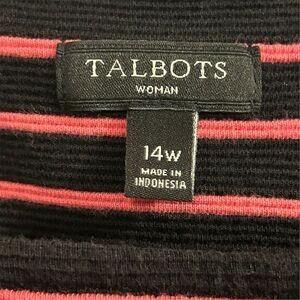 TALBOTS
WOMAN
14W
MADE IN
INDONESIA